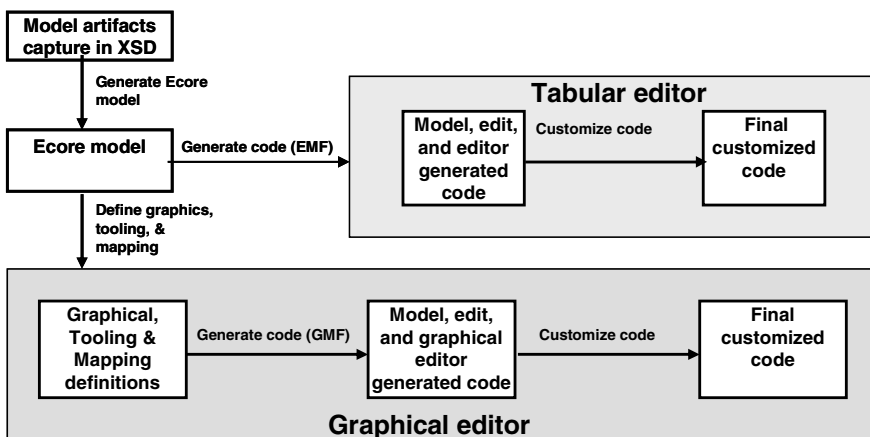 Model artifacts
capture in XSD
Generate Ecore
model
Tabular editor
Ecore model
Generate code (EMF)
Model, edit,
and editor
generated
code
Customize code
Final
customized
code
Define graphics,
tooling, &
mapping
Graphical,
Tooling &
Mapping
definitions
Generate code (GMF)
Model, edit,
and graphical
editor
generated code
Customize code
Final
customized
code
Graphical editor